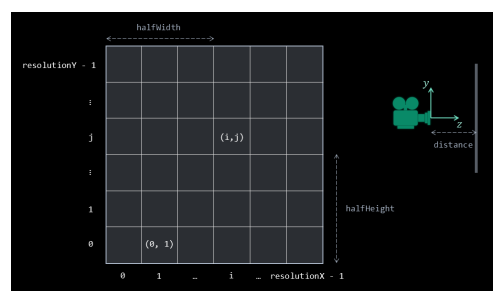 halfWidth
resolutionY - 1
⋮
j
(i,j)
⋮
1
halfHeight
0
(0, 1)
0 1 … i … resolutionX - 1
y
z
distance